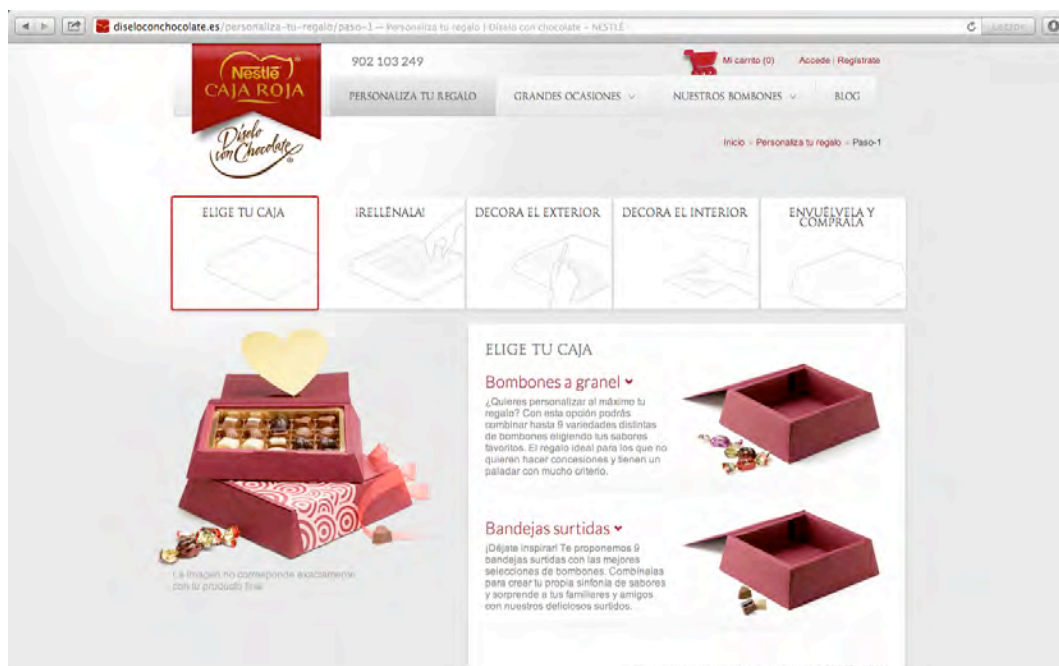 diseloconchocolate.es/personaliza-tu-regalo/paso-1 — Personaliza tu regalo | Díselo con chocolate – NESTLÉ
902 103 249
Mi carrito (0) Accede | Regístrate
Nestlé
CAJA ROJA
PERSONALIZA TU REGALO GRANDES OCASIONES NUESTROS BOMBONES BLOG
Díselo
con Chocolate
Inicio » Personaliza tu regalo » Paso-1
ELIGE TU CAJA
¡RELLÉNALA!
DECORA EL EXTERIOR
DECORA EL INTERIOR
ENVUÉLVELA Y
CÓMPRALA
ELIGE TU CAJA
Bombones a granel
¿Quieres personalizar al máximo tu
regalo? Con esta opción podrás
combinar hasta 9 variedades distintas
de bombones eligiendo tus sabores
favoritos. El regalo ideal para los que no
quieren hacer concesiones y tienen un
paladar con mucho criterio.
Bandejas surtidas
¡Déjate inspirar! Te proponemos 9
bandejas surtidas con las mejores
selecciones de bombones. Combínalas
para crear tu propia sinfonía de sabores
y sorprende a tus familiares y amigos
con nuestros deliciosos surtidos.
La imagen no corresponde exactamente
con tu producto final